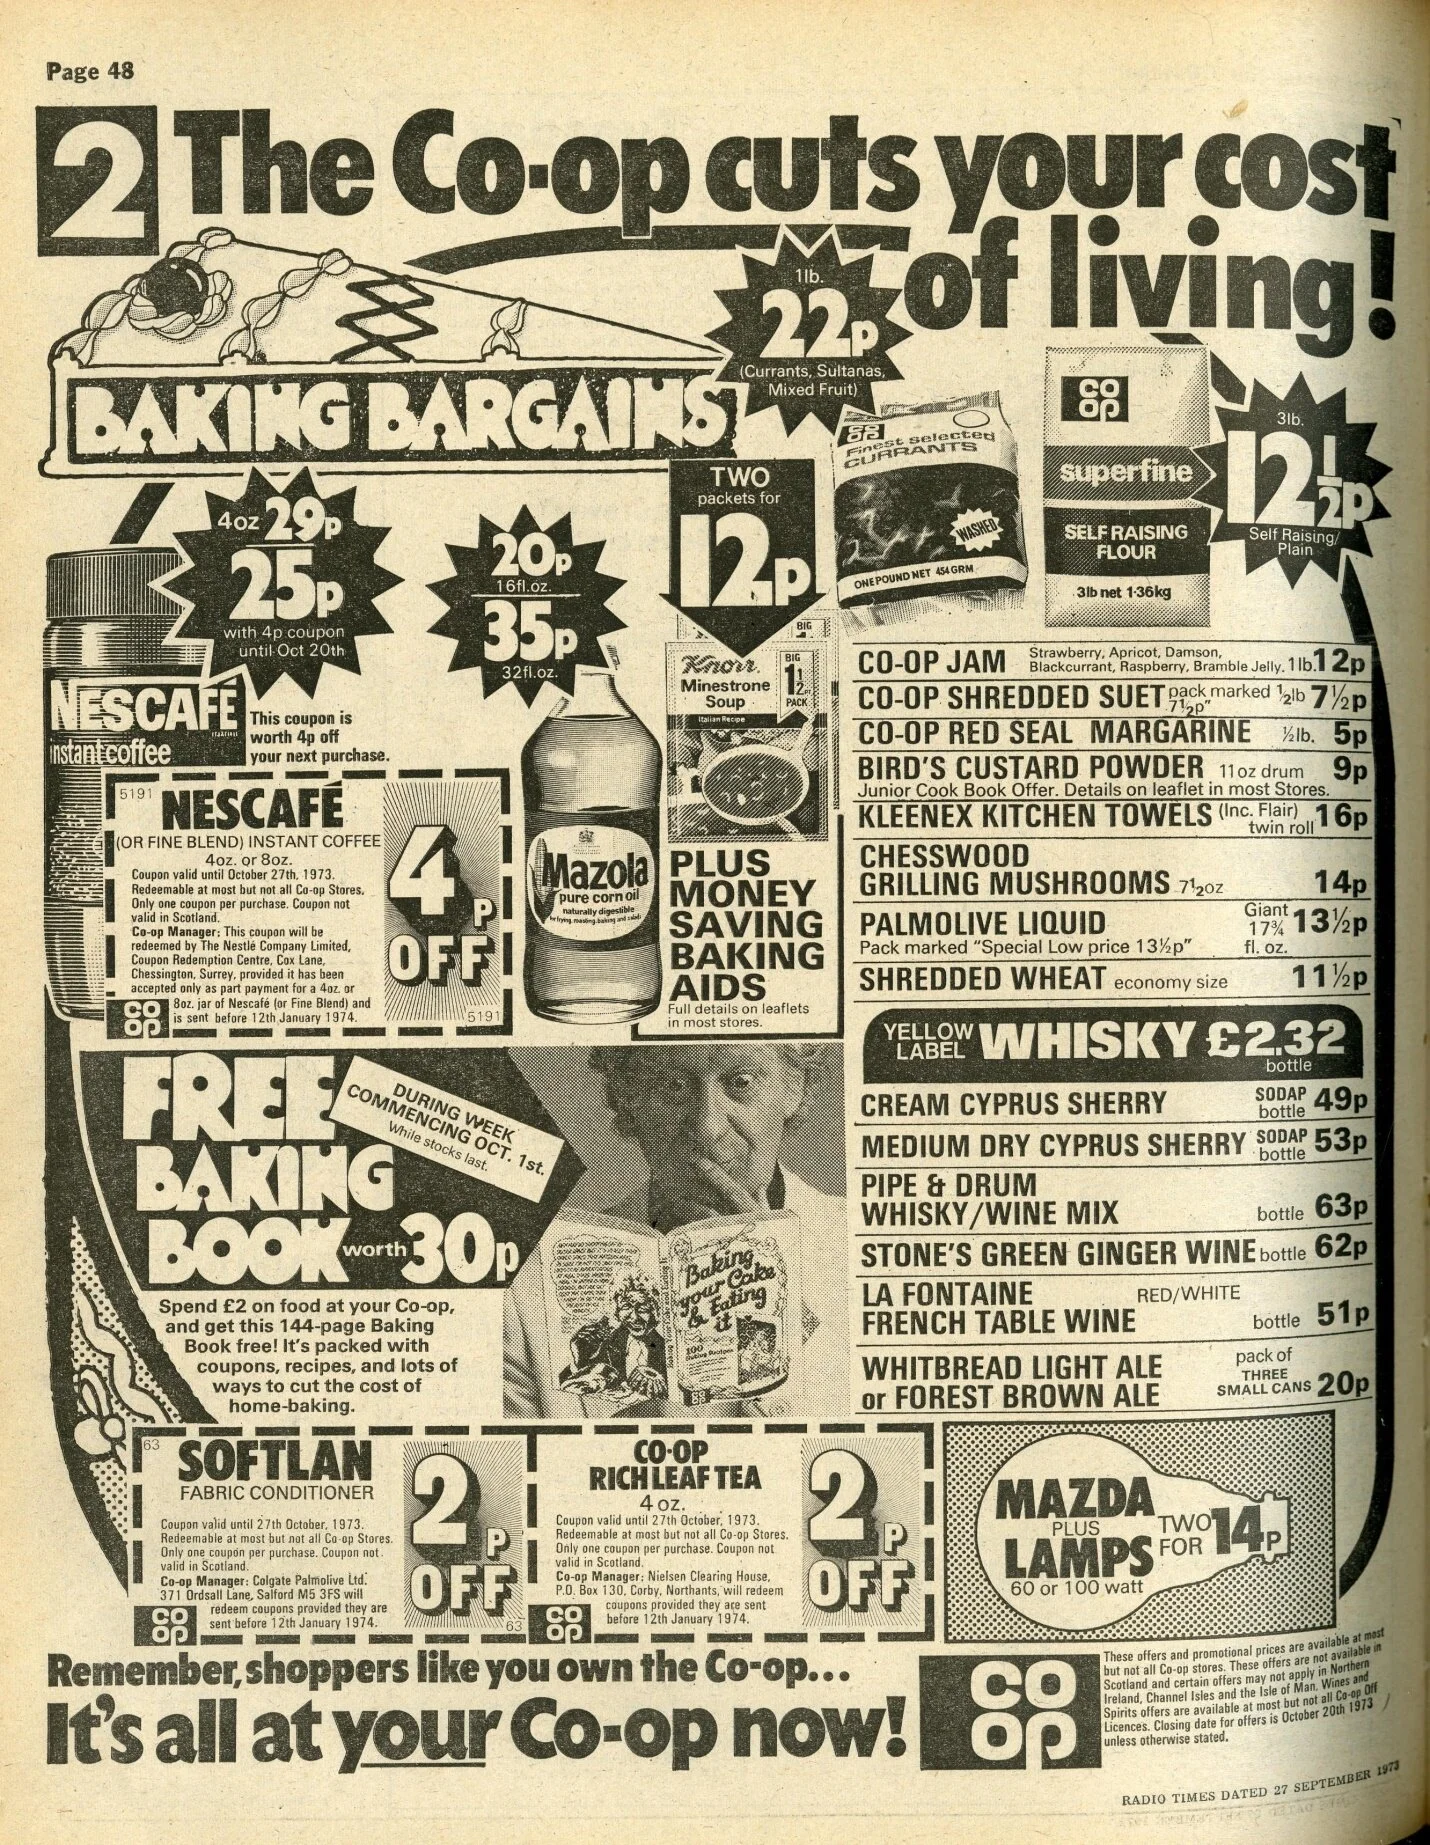 Page 48
2 The Co-op cuts your cost
of living!
BAKING BARGAINS
1lb.
22p
(Currants, Sultanas,
Mixed Fruit)
CO
OP
Finest selected
CURRANTS
WASHED
ONE POUND NET 454 GRM
CO
OP
superfine
SELF RAISING
FLOUR
3lb net 1·36kg
3lb.
12½p
Self Raising/
Plain
4oz 29p
25p
with 4p coupon
until Oct 20th
NESCAFÉ
instant coffee
This coupon is
worth 4p off
your next purchase.
20p
16fl.oz.
35p
32fl.oz.
Mazola
pure corn oil
naturally digestible
for frying, roasting, baking and salads
TWO
packets for
12p
BIG
Knorr
Minestrone
Soup
BIG
1½ PT
PACK
Italian Recipe
PLUS
MONEY
SAVING
BAKING
AIDS
Full details on leaflets
in most stores.
5191
NESCAFÉ
(OR FINE BLEND) INSTANT COFFEE
4oz. or 8oz.
Coupon valid until October 27th, 1973.
Redeemable at most but not all Co-op Stores.
Only one coupon per purchase. Coupon not
valid in Scotland.
Co-op Manager: This coupon will be
redeemed by The Nestlé Company Limited,
Coupon Redemption Centre, Cox Lane,
Chessington, Surrey, provided it has been
accepted only as part payment for a 4oz. or
8oz. jar of Nescafé (or Fine Blend) and
is sent before 12th January 1974.
CO
OP
4p
OFF
5191
CO-OP JAM Strawberry, Apricot, Damson,
Blackcurrant, Raspberry, Bramble Jelly. 1lb. 12p
CO-OP SHREDDED SUET pack marked 7½p" ½lb 7½p
CO-OP RED SEAL MARGARINE ½lb. 5p
BIRD'S CUSTARD POWDER 11oz drum 9p
Junior Cook Book Offer. Details on leaflet in most Stores.
KLEENEX KITCHEN TOWELS (Inc. Flair) twin roll 16p
CHESSWOOD
GRILLING MUSHROOMS 7½oz 14p
PALMOLIVE LIQUID Giant 17¾ fl. oz. 13½p
Pack marked "Special Low price 13½p"
SHREDDED WHEAT economy size 11½p
YELLOW LABEL WHISKY £2.32
bottle
CREAM CYPRUS SHERRY SODAP bottle 49p
MEDIUM DRY CYPRUS SHERRY SODAP bottle 53p
PIPE & DRUM
WHISKY/WINE MIX bottle 63p
STONE'S GREEN GINGER WINE bottle 62p
LA FONTAINE RED/WHITE
FRENCH TABLE WINE bottle 51p
WHITBREAD LIGHT ALE pack of
or FOREST BROWN ALE THREE SMALL CANS 20p
FREE
BAKING
BOOK worth 30p
DURING WEEK
COMMENCING OCT. 1st.
While stocks last.
Spend £2 on food at your Co-op,
and get this 144-page Baking
Book free! It's packed with
coupons, recipes, and lots of
ways to cut the cost of
home-baking.
Baking
your Cake
& Eating
it
100
CO
OP
63
SOFTLAN
FABRIC CONDITIONER
Coupon valid until 27th October, 1973.
Redeemable at most but not all Co-op Stores.
Only one coupon per purchase. Coupon not
valid in Scotland.
Co-op Manager: Colgate Palmolive Ltd.
371 Ordsall Lane, Salford M5 3FS will
redeem coupons provided they are
sent before 12th January 1974.
CO
OP
2p
OFF
63
CO-OP
RICH LEAF TEA
4oz.
Coupon valid until 27th October, 1973.
Redeemable at most but not all Co-op Stores.
Only one coupon per purchase. Coupon not
valid in Scotland.
Co-op Manager: Nielsen Clearing House,
P.O. Box 130, Corby, Northants, will redeem
coupons provided they are sent
before 12th January 1974.
CO
OP
2p
OFF
MAZDA
PLUS
LAMPS
60 or 100 watt
TWO
FOR 14p
Remember, shoppers like you own the Co-op...
It's all at your Co-op now!
CO
OP
These offers and promotional prices are available at most
but not all Co-op stores. These offers are not available in
Scotland and certain offers may not apply in Northern
Ireland, Channel Isles and the Isle of Man. Wines and
Spirits offers are available at most but not all Co-op Off
Licences. Closing date for offers is October 20th 1973
unless otherwise stated.
RADIO TIMES DATED 27 SEPTEMBER 1973